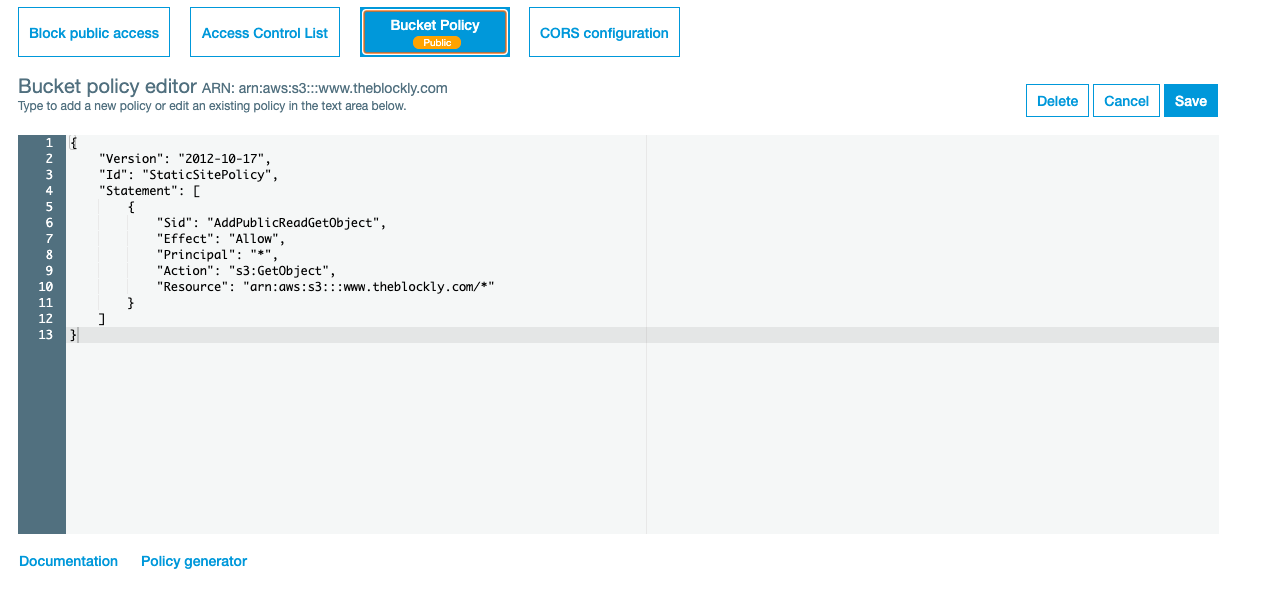 Block public access
Access Control List
Bucket Policy
Public
CORS configuration
Bucket policy editor ARN: arn:aws:s3:::www.theblockly.com
Type to add a new policy or edit an existing policy in the text area below.
Delete
Cancel
Save
1 {
2 "Version": "2012-10-17",
3 "Id": "StaticSitePolicy",
4 "Statement": [
5 {
6 "Sid": "AddPublicReadGetObject",
7 "Effect": "Allow",
8 "Principal": "*",
9 "Action": "s3:GetObject",
10 "Resource": "arn:aws:s3:::www.theblockly.com/*"
11 }
12 ]
13 }
Documentation
Policy generator